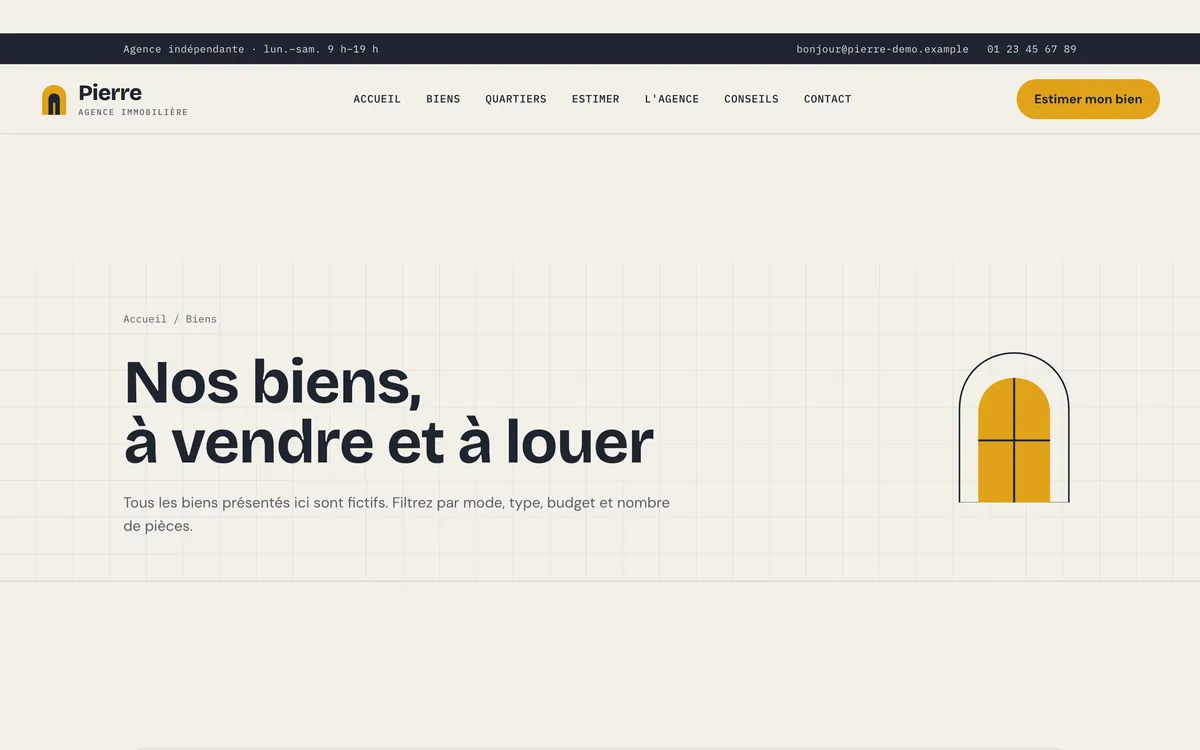 Agence indépendante · lun.–sam. 9 h–19 h
bonjour@pierre-demo.example 01 23 45 67 89
Pierre
AGENCE IMMOBILIÈRE
ACCUEIL BIENS QUARTIERS ESTIMER L'AGENCE CONSEILS CONTACT
Estimer mon bien
Accueil / Biens
Nos biens,
à vendre et à louer
Tous les biens présentés ici sont fictifs. Filtrez par mode, type, budget et nombre
de pièces.